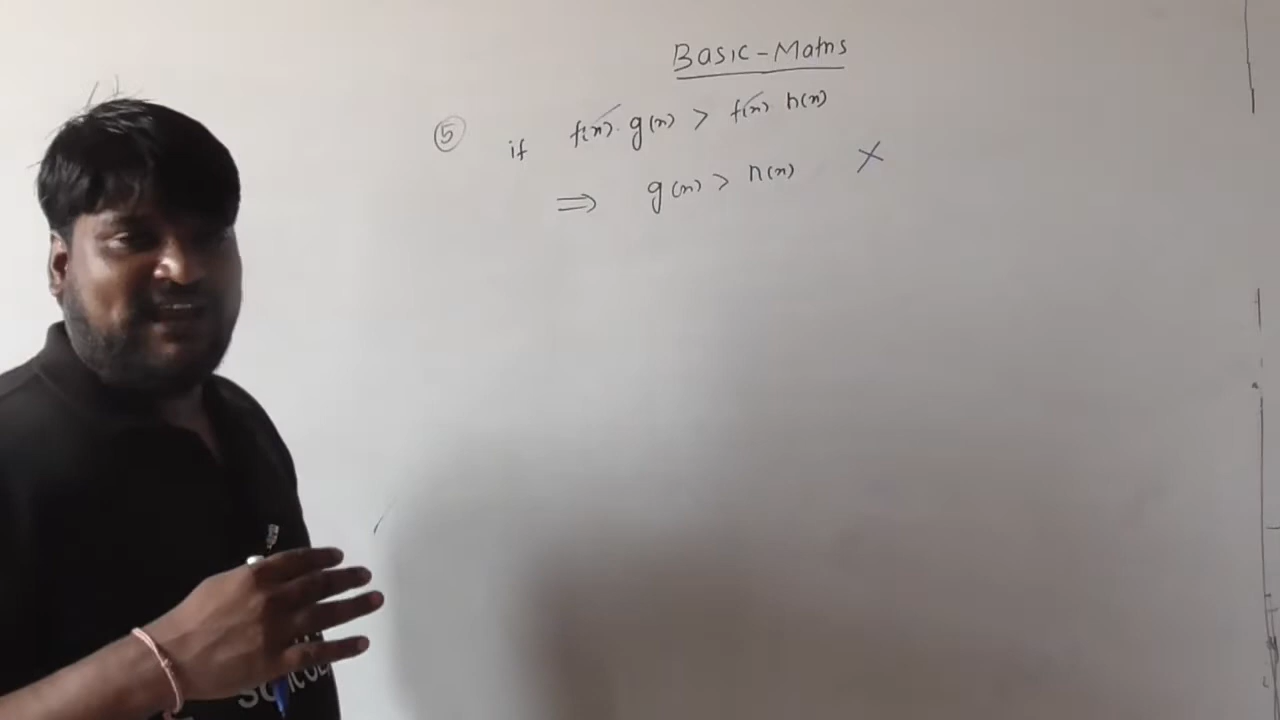 Basic-Maths
⑤ if f(x). g(x) > f(x). h(x)
⇒ g(x) > h(x) ×